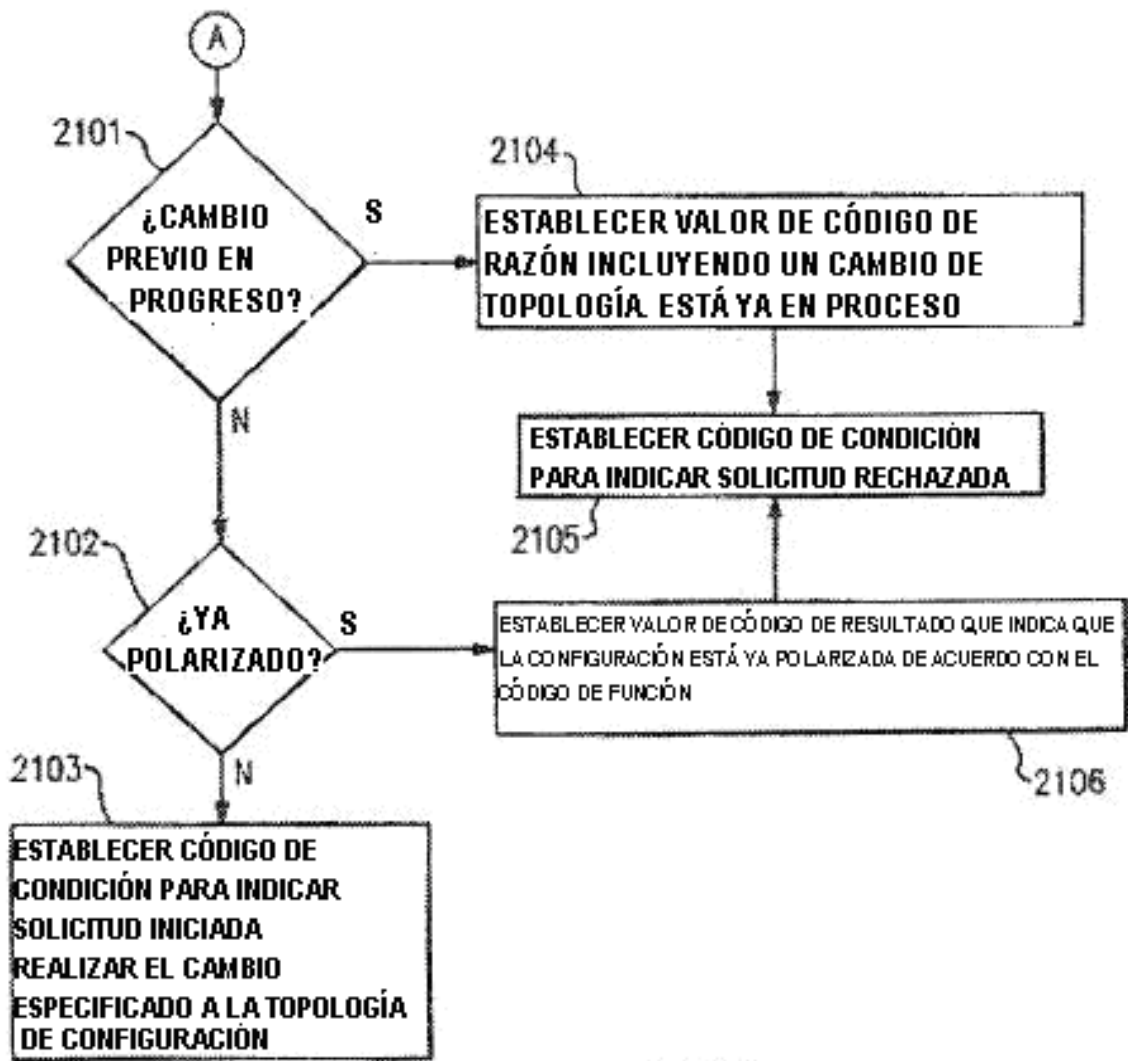 A
2101
¿CAMBIO
PREVIO EN
PROGRESO?
S
N
2104
ESTABLECER VALOR DE CÓDIGO DE
RAZÓN INCLUYENDO UN CAMBIO DE
TOPOLOGÍA. ESTÁ YA EN PROCESO
ESTABLECER CÓDIGO DE CONDICIÓN
PARA INDICAR SOLICITUD RECHAZADA
2105
2102
¿YA
POLARIZADO?
S
N
ESTABLECER VALOR DE CÓDIGO DE RESULTADO QUE INDICA QUE
LA CONFIGURACIÓN ESTÁ YA POLARIZADA DE ACUERDO CON EL
CÓDIGO DE FUNCIÓN
2106
2103
ESTABLECER CÓDIGO DE
CONDICIÓN PARA INDICAR
SOLICITUD INICIADA
REALIZAR EL CAMBIO
ESPECIFICADO A LA TOPOLOGÍA
DE CONFIGURACIÓN